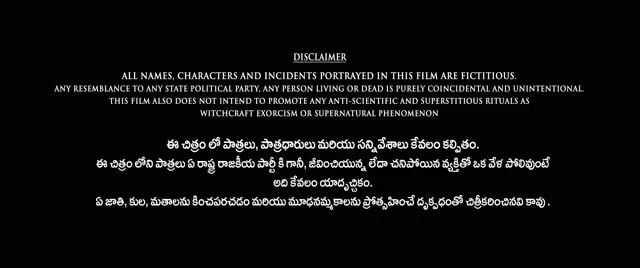 DISCLAIMER
ALL NAMES, CHARACTERS AND INCIDENTS PORTRAYED IN THIS FILM ARE FICTITIOUS.
ANY RESEMBLANCE TO ANY STATE POLITICAL PARTY, ANY PERSON LIVING OR DEAD IS PURELY COINCIDENTAL AND UNINTENTIONAL.
THIS FILM ALSO DOES NOT INTEND TO PROMOTE ANY ANTI-SCIENTIFIC AND SUPERSTITIOUS RITUALS AS
WITCHCRAFT EXORCISM OR SUPERNATURAL PHENOMENON
ఈ చిత్రం లో పాత్రలు, పాత్రధారులు మరియు సన్నివేశాలు కేవలం కల్పితం.
ఈ చిత్రం లోని పాత్రలు ఏ రాష్ట్ర రాజకీయ పార్టీ కి గానీ, జీవించియున్న లేదా చనిపోయిన వ్యక్తితో ఒక వేళ పోలివుంటే
అది కేవలం యాదృచ్చికం.
ఏ జాతి, కుల, మతాలను కించపరచడం మరియు మూఢనమ్మకాలను ప్రోత్సహించే దృక్పధంతో చిత్రీకరించినవి కావు .